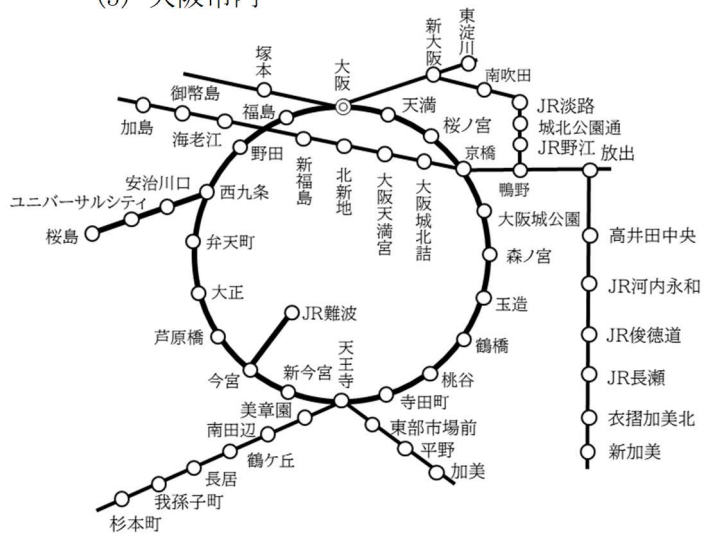 (3) 大阪市内
東淀川
新大阪
南吹田
塚本
大阪
JR淡路
城北公園通
JR野江
放出
御幣島
加島
海老江
福島
野田
天満
桜ノ宮
京橋
鴫野
新福島
北新地
大阪天満宮
大阪城北詰
安治川口
ユニバーサルシティ
桜島
西九条
弁天町
大正
芦原橋
今宮
JR難波
新今宮
天王寺
大阪城公園
森ノ宮
玉造
鶴橋
桃谷
寺田町
高井田中央
JR河内永和
JR俊徳道
JR長瀬
衣摺加美北
新加美
美章園
南田辺
鶴ケ丘
長居
我孫子町
杉本町
東部市場前
平野
加美